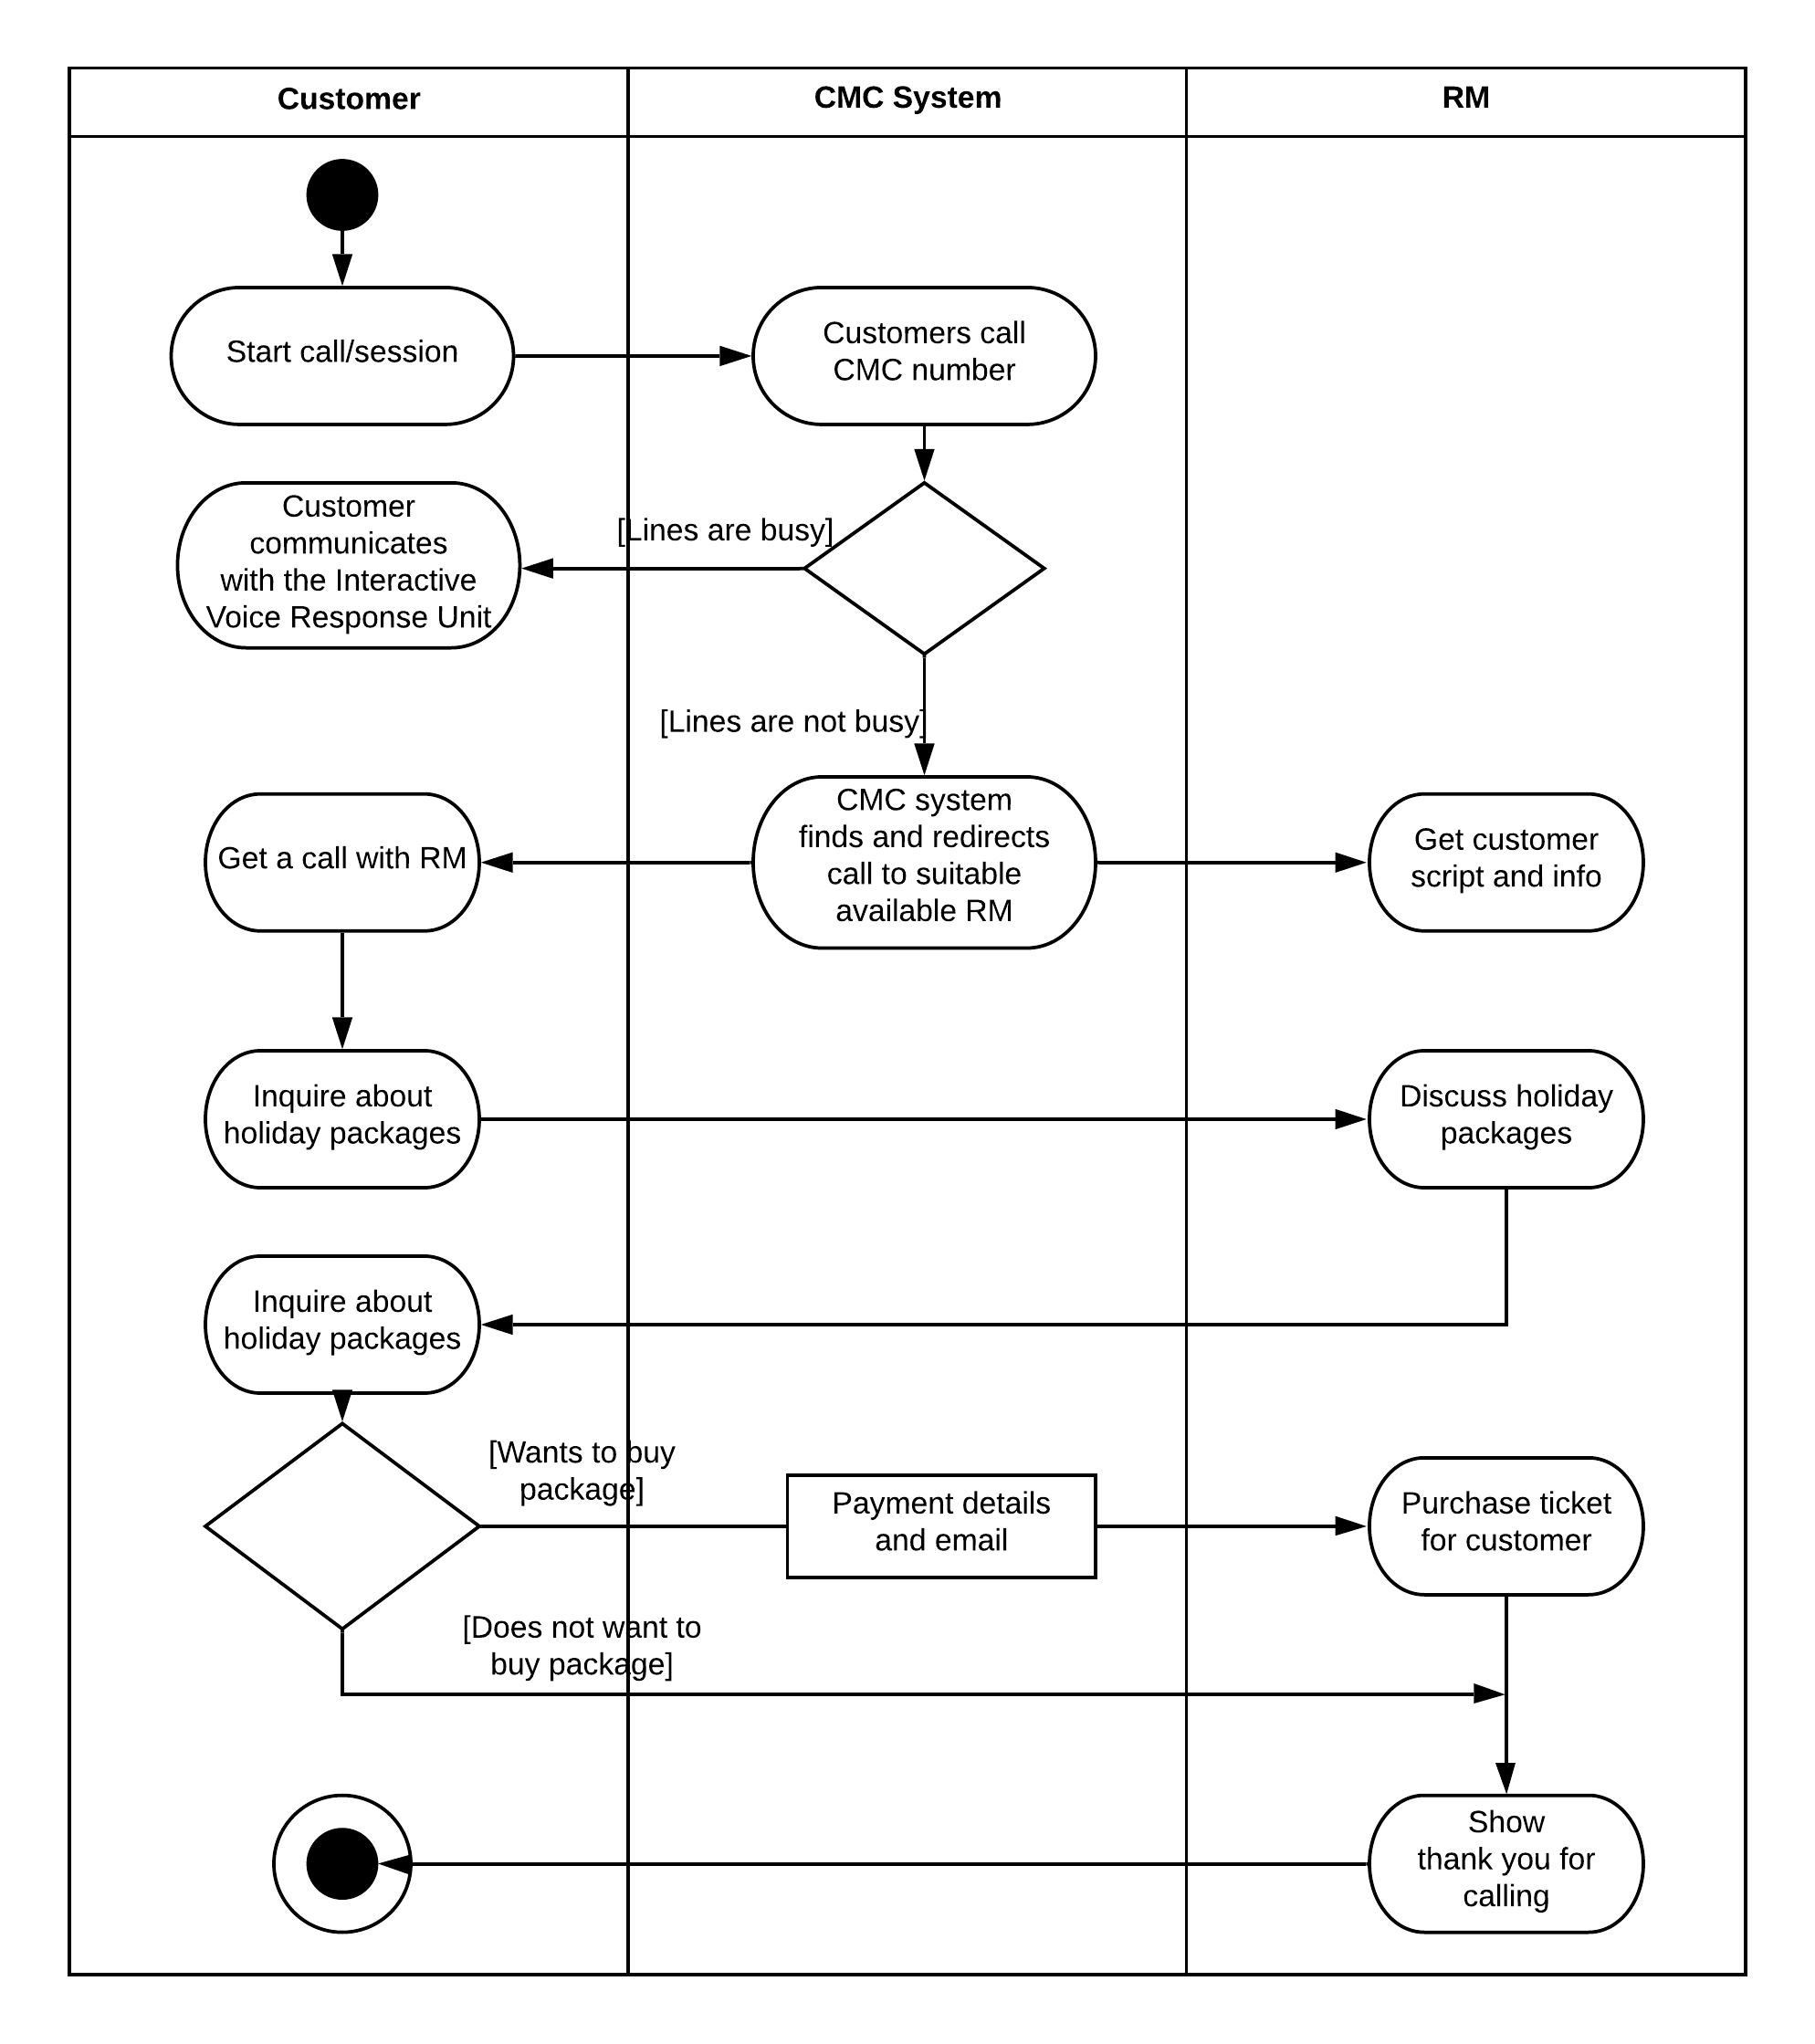 Customer
CMC System
RM
Start call/session
Customers call
CMC number
Customer
communicates
with the Interactive
Voice Response Unit
[Lines are busy]
[Lines are not busy]
Get a call with RM
CMC system
finds and redirects
call to suitable
available RM
Get customer
script and info
Inquire about
holiday packages
Discuss holiday
packages
Inquire about
holiday packages
[Wants to buy
package]
Payment details
and email
Purchase ticket
for customer
[Does not want to
buy package]
Show
thank you for
calling